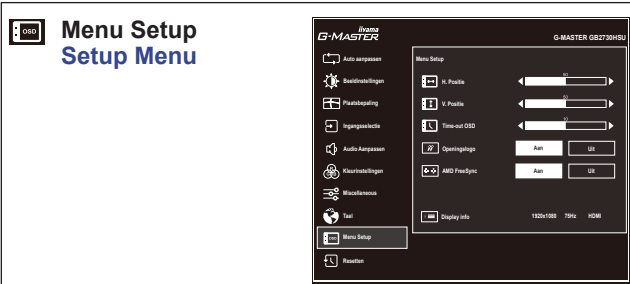 OSD
Menu Setup
Setup Menu
iiyama
G-MASTER
G-MASTER GB2730HSU
Auto aanpassen
Beeldinstellingen
Plaatsbepaling
Ingangsselectie
Audio Aanpassen
Kleurinstellingen
Miscellaneous
Taal
OSD Menu Setup
Resetten
Menu Setup
H. Positie 50
V. Positie 50
Time-out OSD 10
Openingslogo Aan Uit
AMD FreeSync Aan Uit
Display info 1920x1080 75Hz HDMI